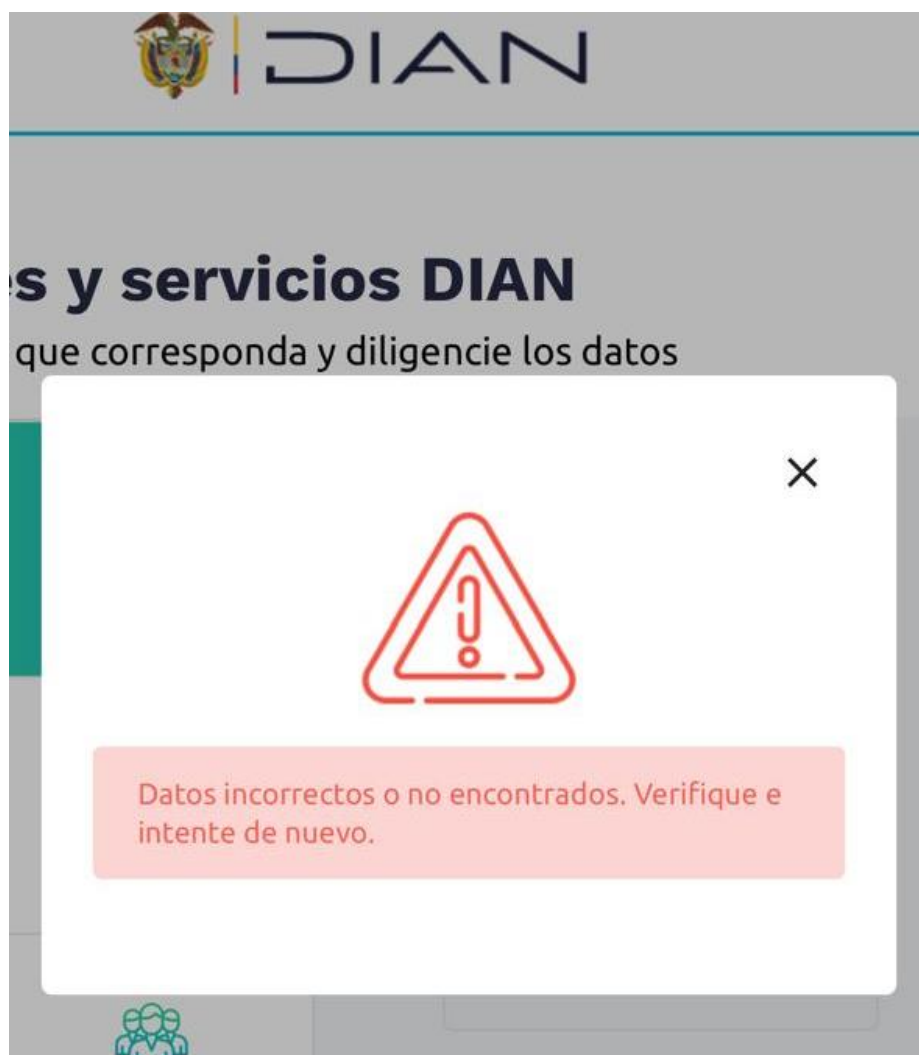 DIAN
s y servicios DIAN
que corresponda y diligencie los datos
Datos incorrectos o no encontrados. Verifique e
intente de nuevo.